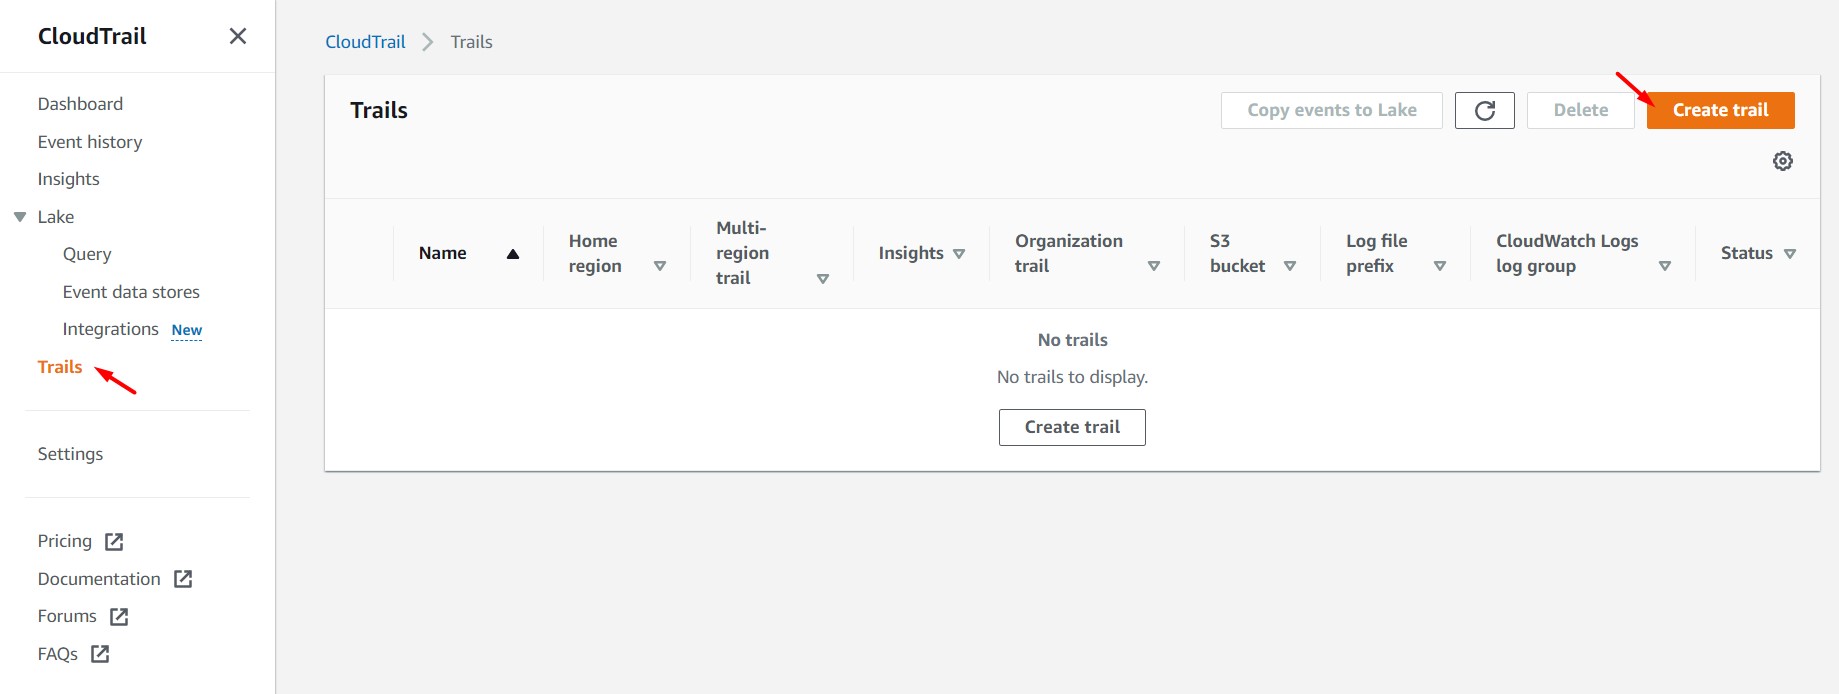 CloudTrail
Dashboard
Event history
Insights
Lake
Query
Event data stores
Integrations New
Trails
Settings
Pricing
Documentation
Forums
FAQs
CloudTrail Trails
Trails
Copy events to Lake
Delete
Create trail
Name
Home
region
Multi-
region
trail
Insights
Organization
trail
S3
bucket
Log file
prefix
CloudWatch Logs
log group
Status
No trails
No trails to display.
Create trail